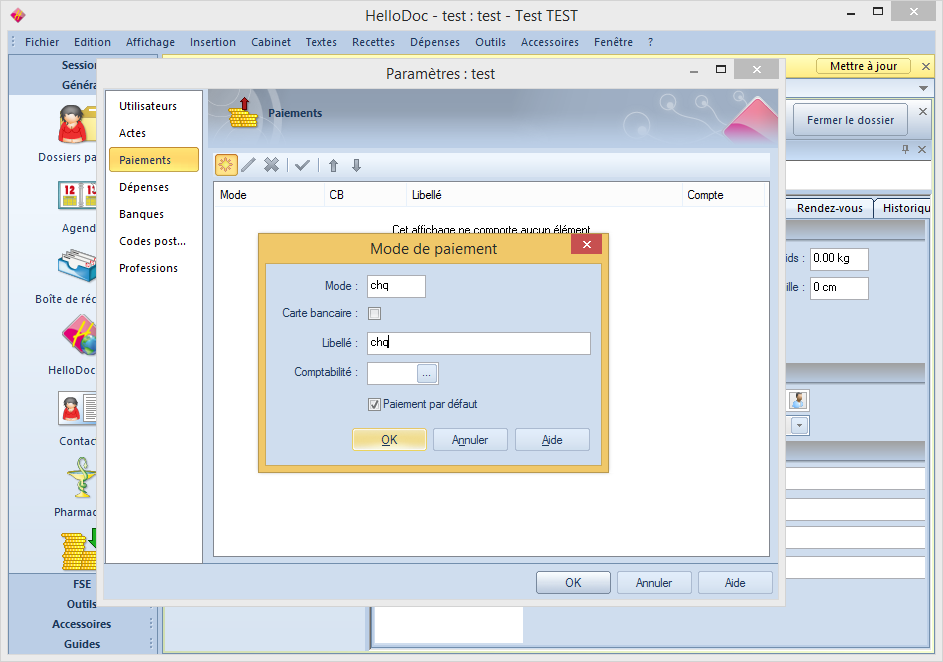 HelloDoc - test : test - Test TEST
Fichier Edition Affichage Insertion Cabinet Textes Recettes Dépenses Outils Accessoires Fenêtre ?
Session
Généra
Mettre à jour
Paramètres : test
Utilisateurs
Actes
Paiements
Dépenses
Banques
Codes post...
Professions
Paiements
Mode CB Libellé Compte
Cet affichage ne comporte aucun élément
Mode de paiement
Mode : chq
Carte bancaire :
Libellé : chq
Comptabilité : ...
Paiement par défaut
OK Annuler Aide
OK Annuler Aide
Fermer le dossier
Rendez-vous Historiqu
ids : 0.00 kg
ille : 0 cm
Dossiers pa
12 13
Agend
Boîte de réc
HelloDoc
Contac
Pharmac
FSE
Outils
Accessoires
Guides